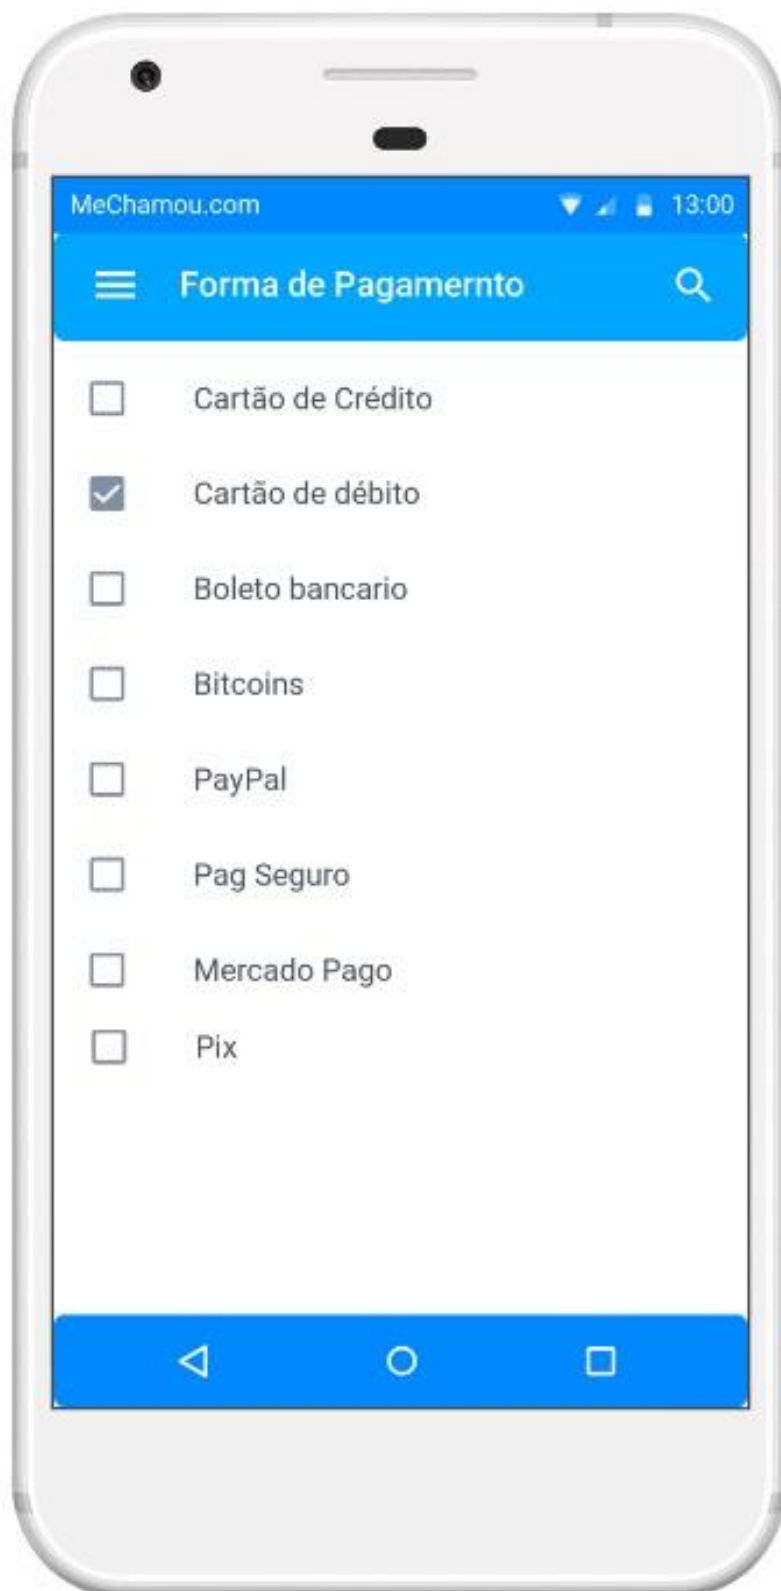 MeChamou.com 13:00
Forma de Pagamernto
Cartão de Crédito
Cartão de débito
Boleto bancario
Bitcoins
PayPal
Pag Seguro
Mercado Pago
Pix